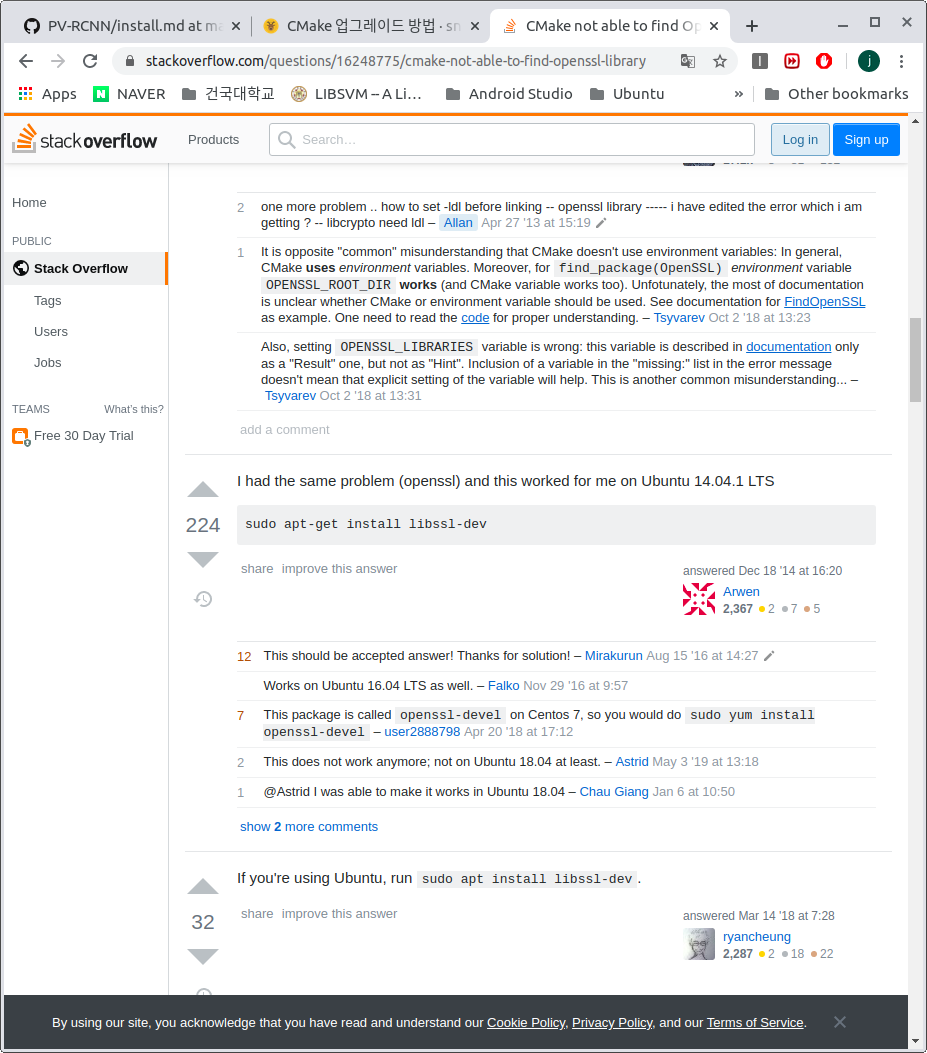 PV-RCNN/install.md at ma
CMake 업그레이드 방법 · sn
CMake not able to find Op
stackoverflow.com/questions/16248775/cmake-not-able-to-find-openssl-library
j
Apps
NAVER
건국대학교
LIBSVM -- A Li…
Android Studio
Ubuntu
»
Other bookmarks
stackoverflow
Products
Search…
Log in
Sign up
Home
PUBLIC
Stack Overflow
Tags
Users
Jobs
TEAMS
What's this?
Free 30 Day Trial
2
one more problem .. how to set -ldl before linking -- openssl library ----- i have edited the error which i am
getting ? -- libcrypto need ldl – Allan Apr 27 '13 at 15:19
1
It is opposite "common" misunderstanding that CMake doesn't use environment variables: In general,
CMake uses environment variables. Moreover, for find_package(OpenSSL) environment variable
OPENSSL_ROOT_DIR works (and CMake variable works too). Unfotunately, the most of documentation
is unclear whether CMake or environment variable should be used. See documentation for FindOpenSSL
as example. One need to read the code for proper understanding. – Tsyvarev Oct 2 '18 at 13:23
Also, setting OPENSSL_LIBRARIES variable is wrong: this variable is described in documentation only
as a "Result" one, but not as "Hint". Inclusion of a variable in the "missing:" list in the error message
doesn't mean that explicit setting of the variable will help. This is another common misunderstanding... –
Tsyvarev Oct 2 '18 at 13:31
add a comment
I had the same problem (openssl) and this worked for me on Ubuntu 14.04.1 LTS
224
sudo apt-get install libssl-dev
share improve this answer
answered Dec 18 '14 at 16:20
Arwen
2,367 2 7 5
12
This should be accepted answer! Thanks for solution! – Mirakurun Aug 15 '16 at 14:27
Works on Ubuntu 16.04 LTS as well. – Falko Nov 29 '16 at 9:57
7
This package is called openssl-devel on Centos 7, so you would do sudo yum install
openssl-devel – user2888798 Apr 20 '18 at 17:12
2
This does not work anymore; not on Ubuntu 18.04 at least. – Astrid May 3 '19 at 13:18
1
@Astrid I was able to make it works in Ubuntu 18.04 – Chau Giang Jan 6 at 10:50
show 2 more comments
If you're using Ubuntu, run sudo apt install libssl-dev .
32
share improve this answer
answered Mar 14 '18 at 7:28
ryancheung
2,287 2 18 22
By using our site, you acknowledge that you have read and understand our Cookie Policy, Privacy Policy, and our Terms of Service.